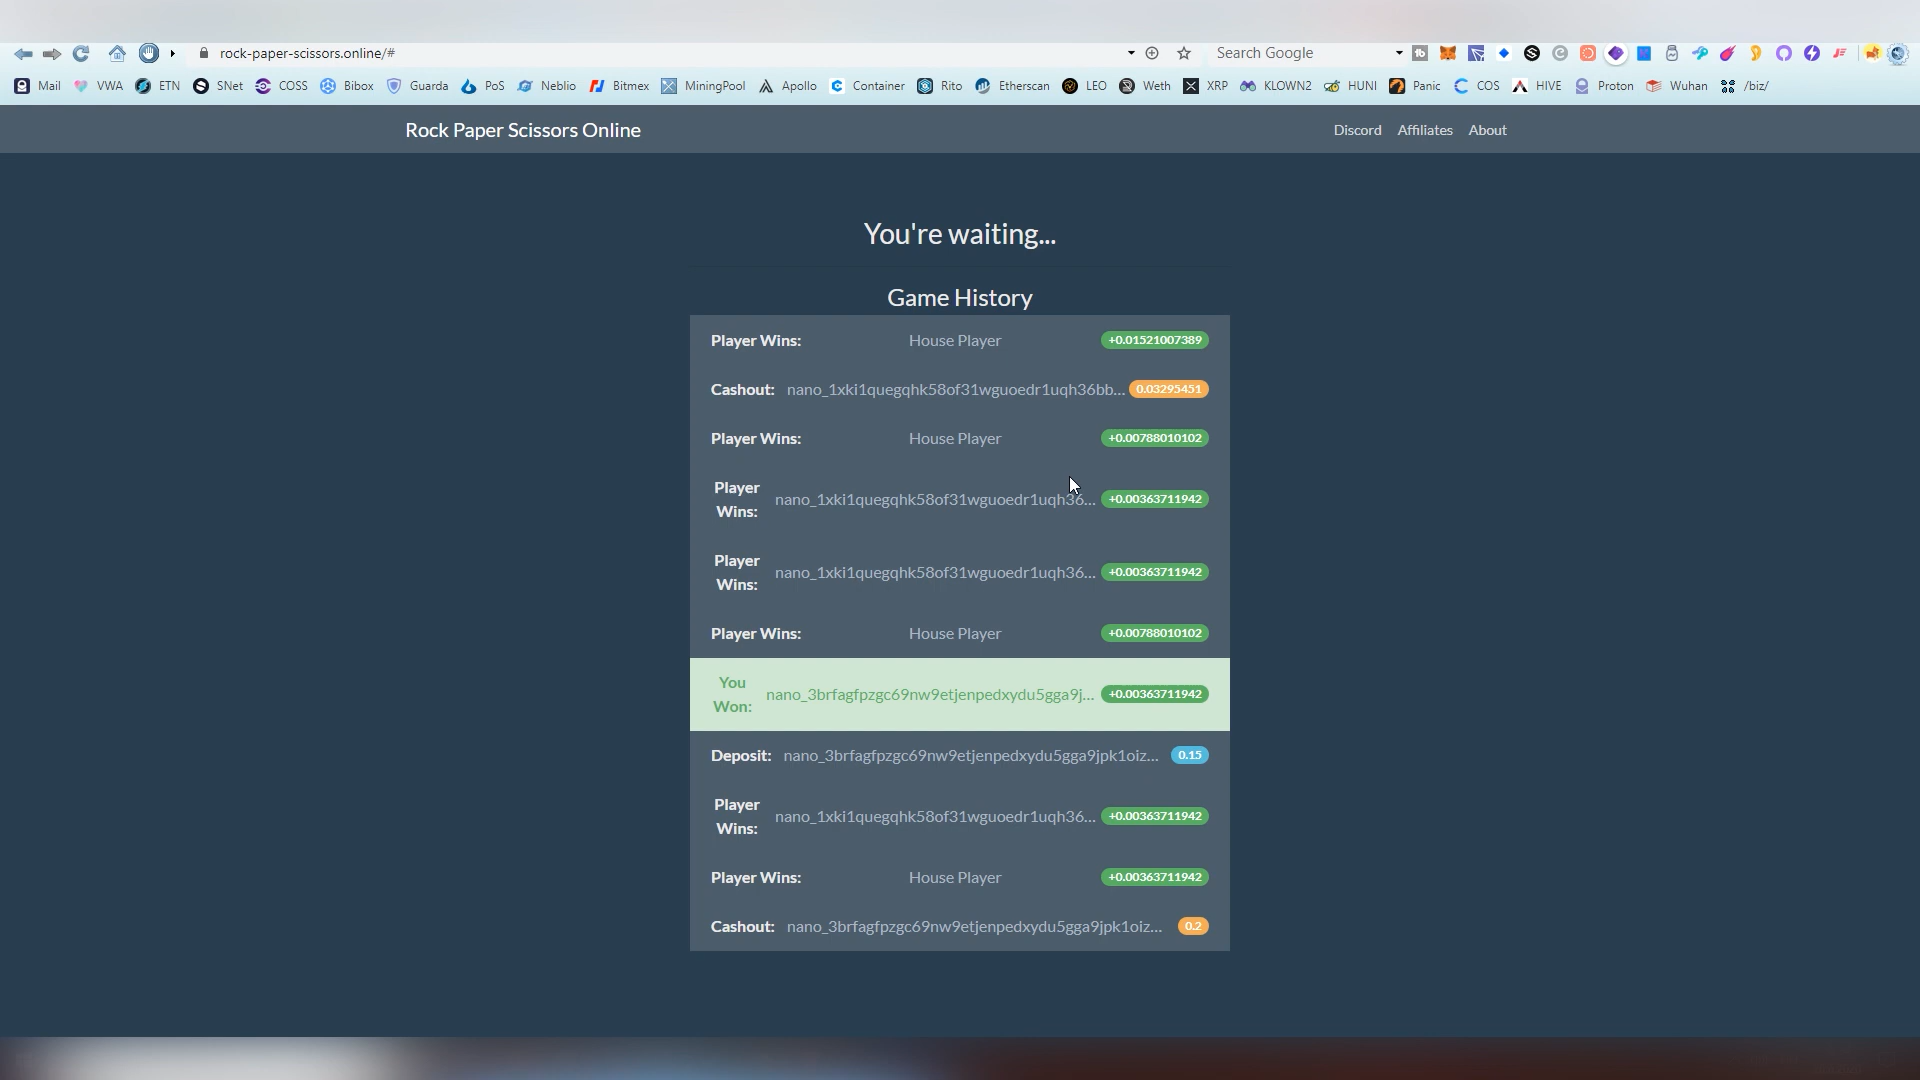 rock-paper-scissors.online/#
Search Google
Mail VWA ETN SNet COSS Bibox Guarda PoS Neblio Bitmex MiningPool Apollo Container Rito Etherscan LEO Weth XRP KLOWN2 HUNI Panic COS HIVE Proton Wuhan /biz/
Rock Paper Scissors Online
Discord Affiliates About
You're waiting...
Game History
Player Wins: House Player +0.01521007389
Cashout: nano_1xki1quegqhk58of31wguoedr1uqh36bb... 0.03295451
Player Wins: House Player +0.00788010102
Player
Wins: nano_1xki1quegqhk58of31wguoedr1uqh36... +0.00363711942
Player
Wins: nano_1xki1quegqhk58of31wguoedr1uqh36... +0.00363711942
Player Wins: House Player +0.00788010102
You
Won: nano_3brfagfpzgc69nw9etjenpedxydu5gga9j... +0.00363711942
Deposit: nano_3brfagfpzgc69nw9etjenpedxydu5gga9jpk1oiz... 0.15
Player
Wins: nano_1xki1quegqhk58of31wguoedr1uqh36... +0.00363711942
Player Wins: House Player +0.00363711942
Cashout: nano_3brfagfpzgc69nw9etjenpedxydu5gga9jpk1oiz... 0.2